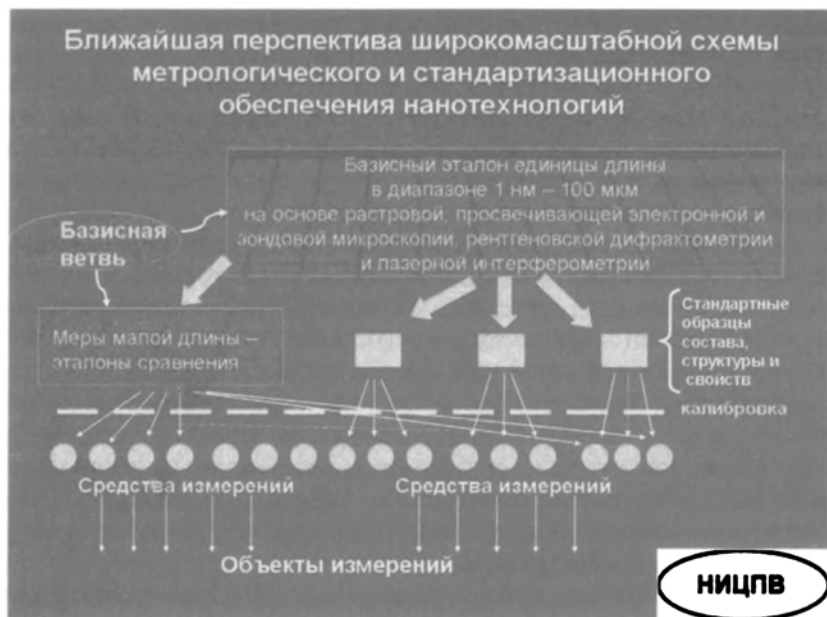 Ближайшая перспектива широкомасштабной схемы
метрологического и стандартизационного
обеспечения нанотехнологий
Базисный эталон единицы длины
в диапазоне 1 нм – 100 мкм
на основе растровой, просвечивающей электронной и
зондовой микроскопии, рентгеновской дифрактометрии
и лазерной интерферометрии
Базисная
ветвь
Меры малой длины –
эталоны сравнения
Стандартные
образцы
состава,
структуры и
свойств
калибровка
Средства измерений
Средства измерений
Объекты измерений
НИЦПВ